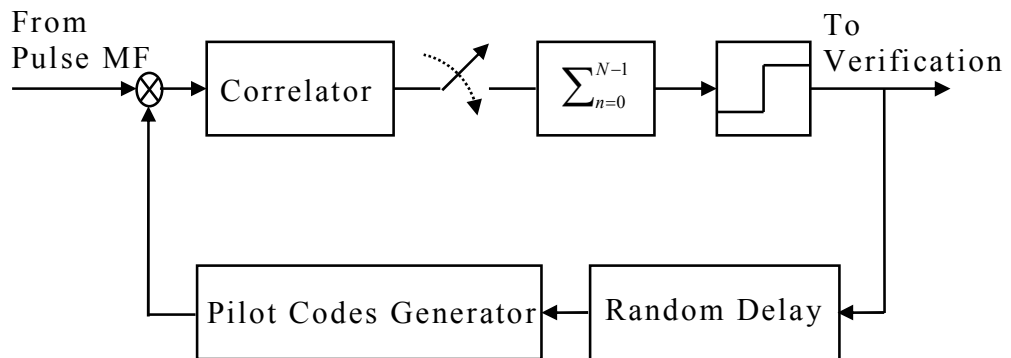 From
Pulse MF
To
Verification
Correlator
∑_{n=0}^{N-1}
Pilot Codes Generator
Random Delay